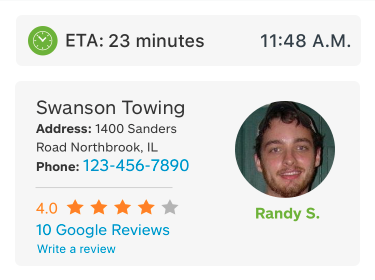 ETA: 23 minutes 11:48 A.M.
Swanson Towing
Address: 1400 Sanders
Road Northbrook, IL
Phone: 123-456-7890
Randy S.
4.0
10 Google Reviews
Write a review